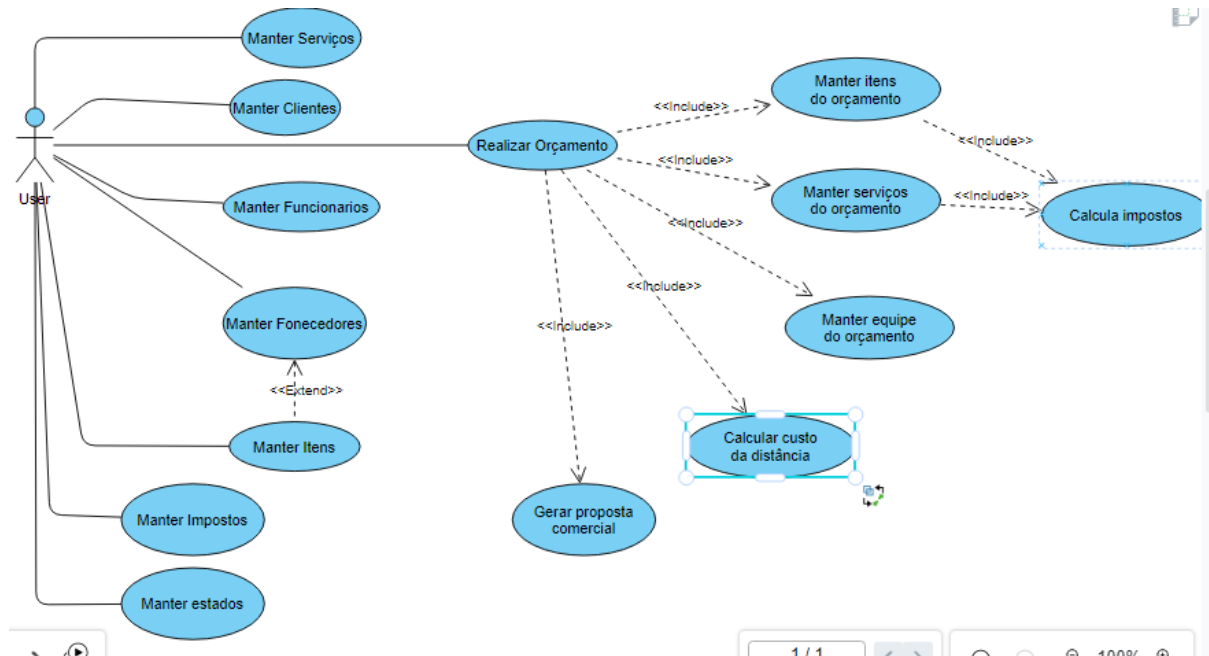 Manter Serviços
Manter Clientes
User
Manter Funcionarios
Manter Fonecedores
<<Extend>>
Manter Itens
Manter Impostos
Manter estados
Realizar Orçamento
<<Include>>
Manter itens
do orçamento
<<Include>>
<<Include>>
Manter serviços
do orçamento
<<Include>>
Calcula impostos
<<Include>>
Manter equipe
do orçamento
<<Include>>
Calcular custo
da distância
<<Include>>
Gerar proposta
comercial
1 / 1
100%